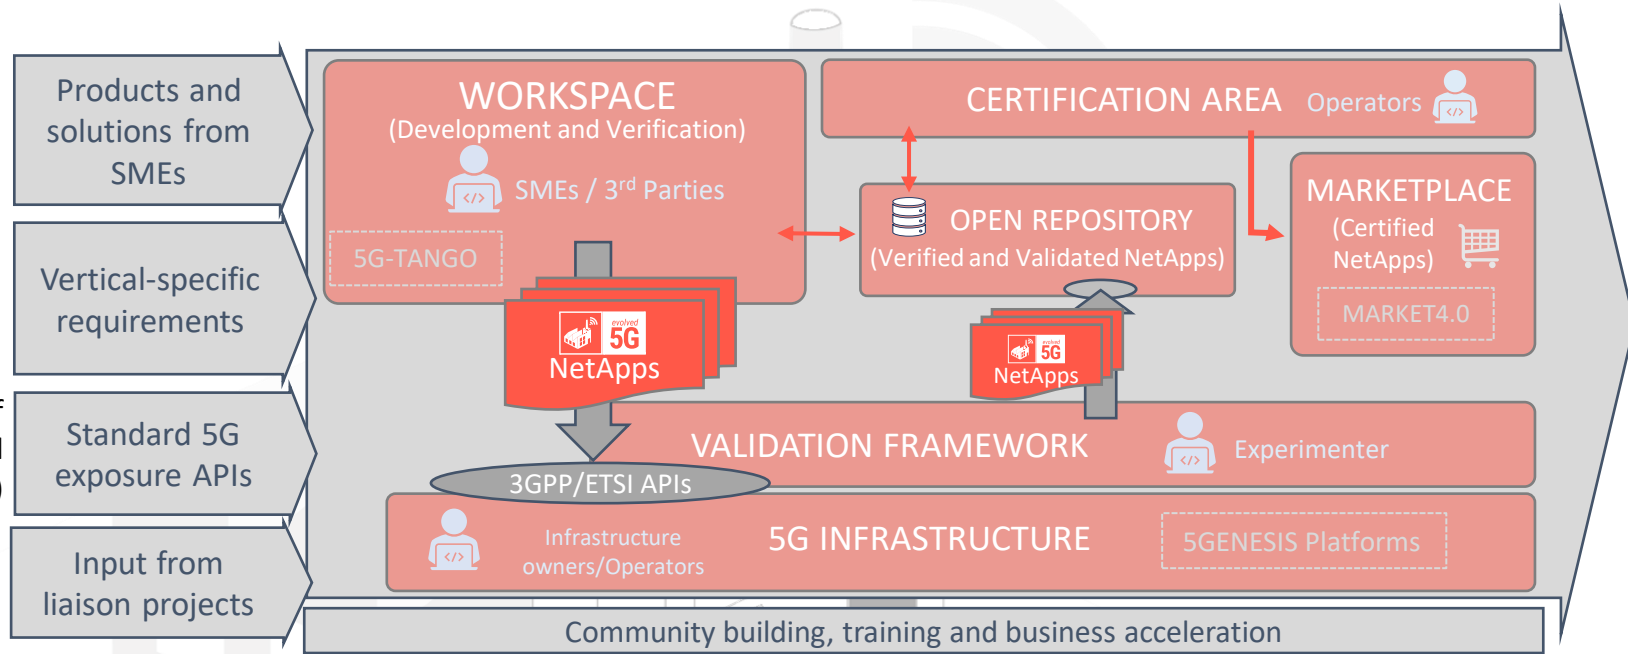 Products and
solutions from
SMEs
Vertical-specific
requirements
Standard 5G
exposure APIs
Input from
liaison projects
f
)
WORKSPACE
(Development and Verification)
</>
SMEs / 3rd Parties
5G-TANGO
evolved
5G
NetApps
CERTIFICATION AREA
Operators
</>
OPEN REPOSITORY
(Verified and Validated NetApps)
MARKETPLACE
(Certified
NetApps)
MARKET4.0
evolved
5G
NetApps
VALIDATION FRAMEWORK
</>
Experimenter
3GPP/ETSI APIs
</>
Infrastructure
owners/Operators
5G INFRASTRUCTURE
5GENESIS Platforms
Community building, training and business acceleration